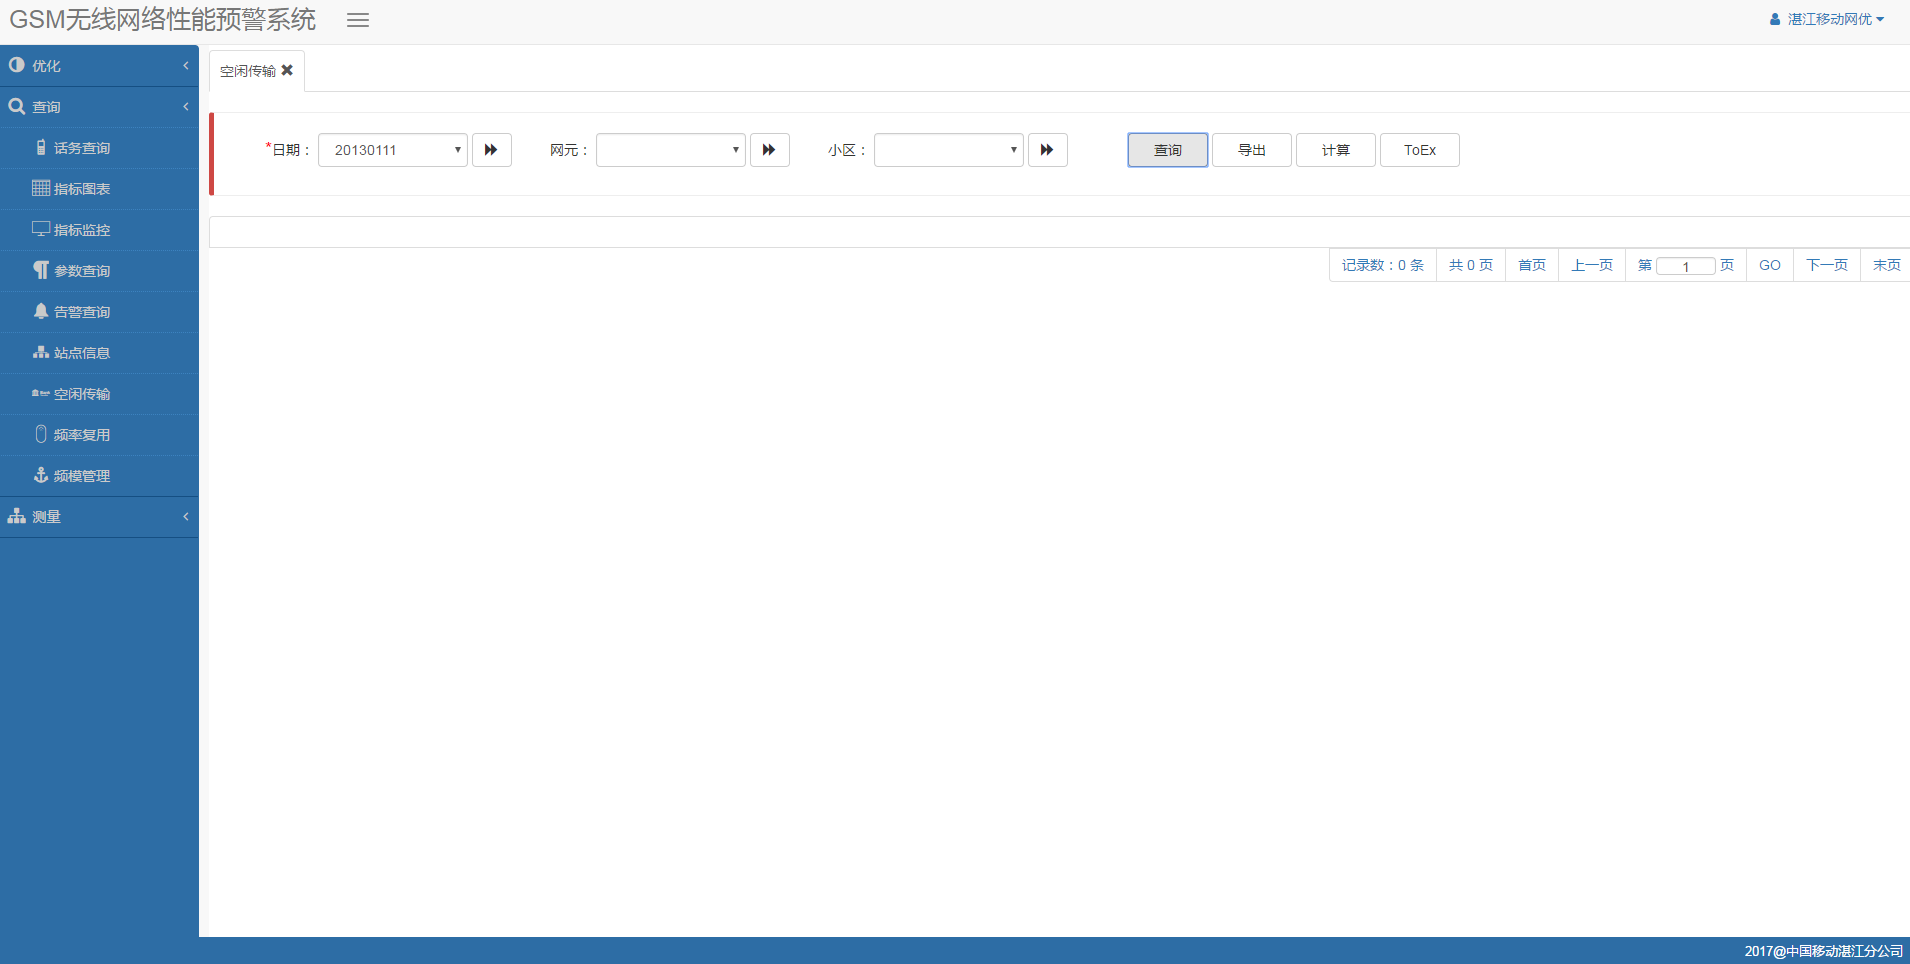 GSM无线网络性能预警系统
湛江移动网优
优化
查询
话务查询
指标图表
指标监控
参数查询
告警查询
站点信息
空闲传输
频率复用
频模管理
测量
空闲传输
*日期： 20130111 网元： 小区： 查询 导出 计算 ToEx
记录数：0 条 共 0 页 首页 上一页 第 1 页 GO 下一页 末页
2017@中国移动湛江分公司